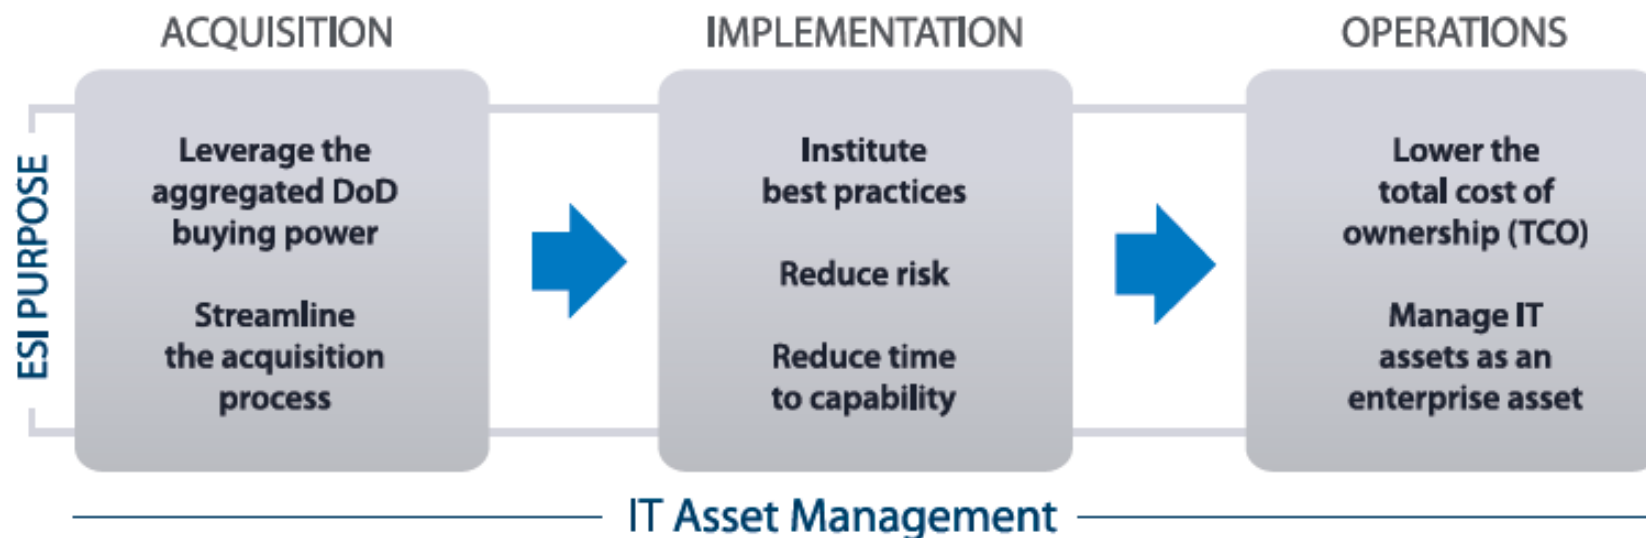 ACQUISITION
IMPLEMENTATION
OPERATIONS
ESI PURPOSE
Leverage the
aggregated DoD
buying power
Streamline
the acquisition
process
Institute
best practices
Reduce risk
Reduce time
to capability
Lower the
total cost of
ownership (TCO)
Manage IT
assets as an
enterprise asset
IT Asset Management